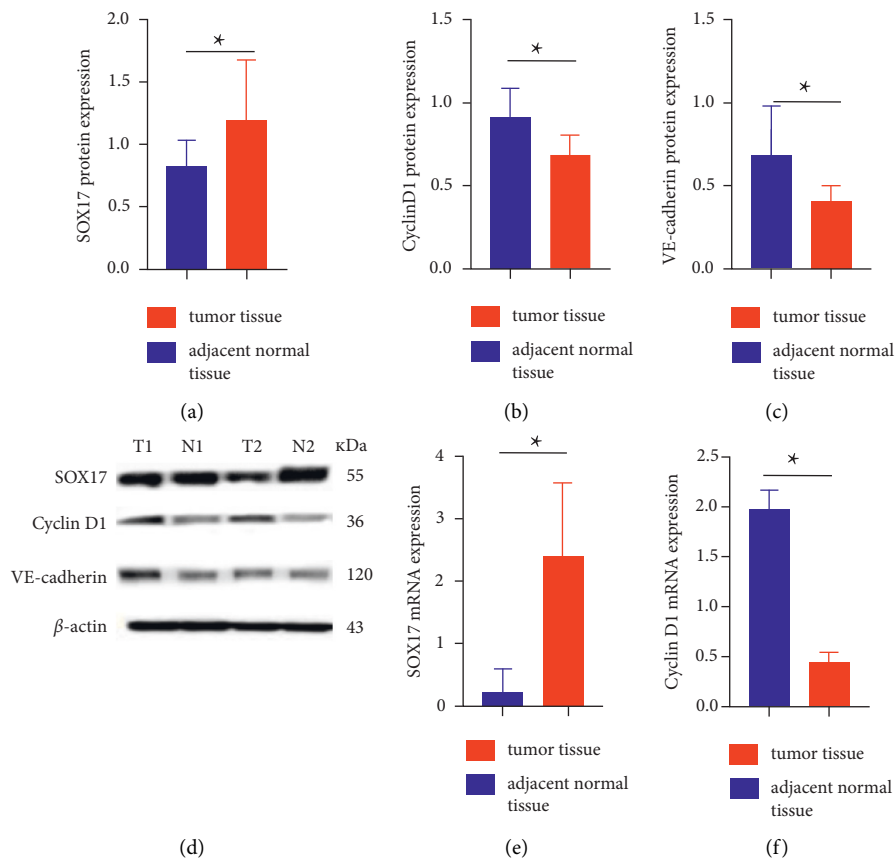 SOX17 protein expression
2.0
1.5
1.0
0.5
0.0
*
tumor tissue
adjacent normal
tissue
(a)
CyclinD1 protein expression
1.5
1.0
0.5
0.0
*
tumor tissue
adjacent normal
tissue
(b)
VE-cadherin protein expression
1.5
1.0
0.5
0.0
*
tumor tissue
adjacent normal
tissue
(c)
T1 N1 T2 N2 κDa
SOX17 55
Cyclin D1 36
VE-cadherin 120
β-actin 43
(d)
SOX17 mRNA expression
4
3
2
1
0
*
tumor tissue
adjacent normal
tissue
(e)
Cyclin D1 mRNA expression
2.5
2.0
1.5
1.0
0.5
0.0
*
tumor tissue
adjacent normal
tissue
(f)